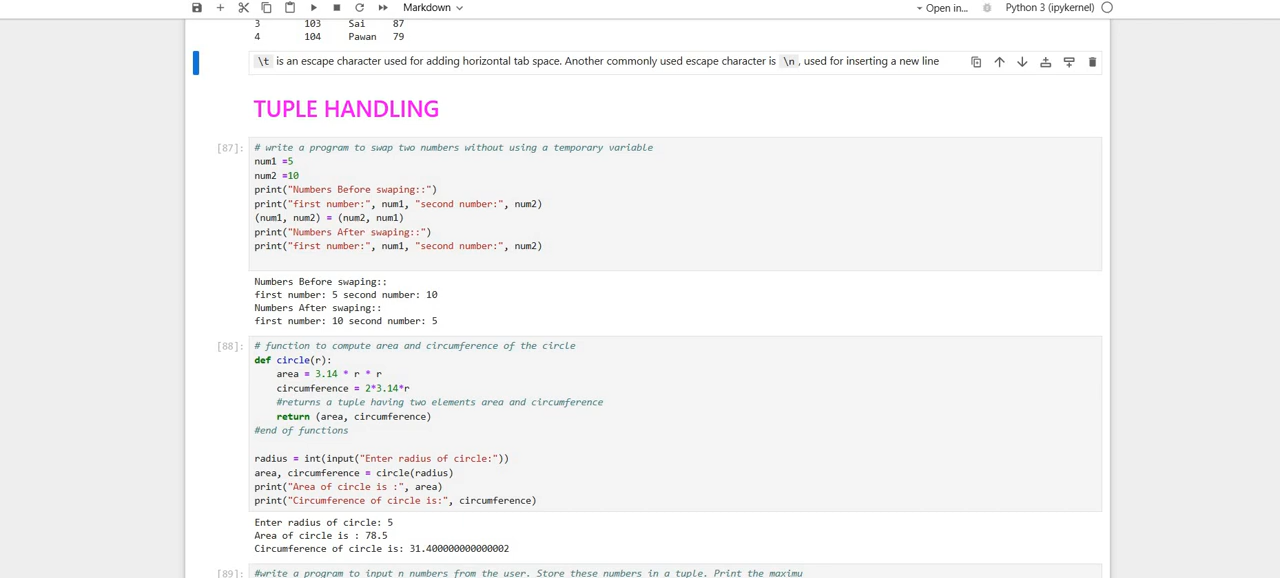 Markdown
Open in...
Python 3 (ipykernel)
3 103 Sai 87
4 104 Pawan 79
\t is an escape character used for adding horizontal tab space. Another commonly used escape character is \n, used for inserting a new line
TUPLE HANDLING
[87]: # write a program to swap two numbers without using a temporary variable
num1 =5
num2 =10
print("Numbers Before swaping::")
print("first number:", num1, "second number:", num2)
(num1, num2) = (num2, num1)
print("Numbers After swaping::")
print("first number:", num1, "second number:", num2)
Numbers Before swaping::
first number: 5 second number: 10
Numbers After swaping::
first number: 10 second number: 5
[88]: # function to compute area and circumference of the circle
def circle(r):
    area = 3.14 * r * r
    circumference = 2*3.14*r
    #returns a tuple having two elements area and circumference
    return (area, circumference)
#end of functions
radius = int(input("Enter radius of circle:"))
area, circumference = circle(radius)
print("Area of circle is :", area)
print("Circumference of circle is:", circumference)
Enter radius of circle: 5
Area of circle is : 78.5
Circumference of circle is: 31.400000000000002
[89]: #write a program to input n numbers from the user. Store these numbers in a tuple. Print the maximu